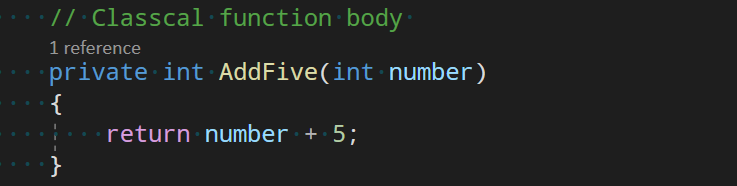 // Classcal function body
1 reference
private int AddFive(int number)
{
return number + 5;
}